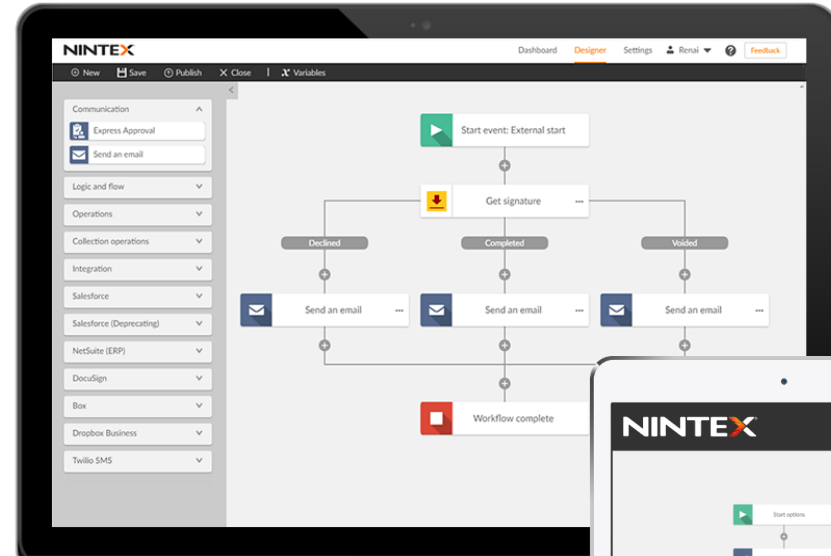 NINTEX
Dashboard Designer Settings Renai ? Feedback
New Save Publish X Close | x Variables
Communication
Express Approval
Send an email
Logic and flow
Operations
Collection operations
Integration
Salesforce
Salesforce (Deprecating)
NetSuite (ERP)
DocuSign
Box
Dropbox Business
Twilio SMS
Start event: External start
Get signature
Declined Completed Voided
Send an email Send an email Send an email
Workflow complete
NINTEX
Start options